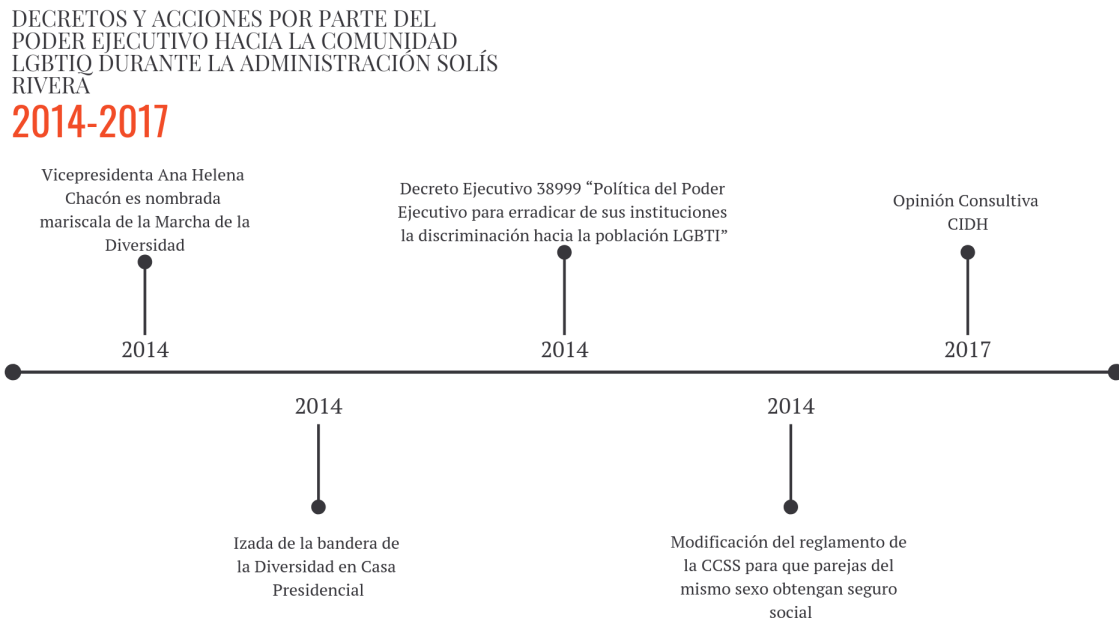 DECRETOS Y ACCIONES POR PARTE DEL
PODER EJECUTIVO HACIA LA COMUNIDAD
LGBTIQ DURANTE LA ADMINISTRACIÓN SOLÍS
RIVERA
2014-2017
Vicepresidenta Ana Helena
Chacón es nombrada
mariscala de la Marcha de la
Diversidad
2014
Izada de la bandera de
la Diversidad en Casa
Presidencial
2014
Decreto Ejecutivo 38999 “Política del Poder
Ejecutivo para erradicar de sus instituciones
la discriminación hacia la población LGBTI”
2014
2014
Modificación del reglamento de
la CCSS para que parejas del
mismo sexo obtengan seguro
social
Opinión Consultiva
CIDH
2017